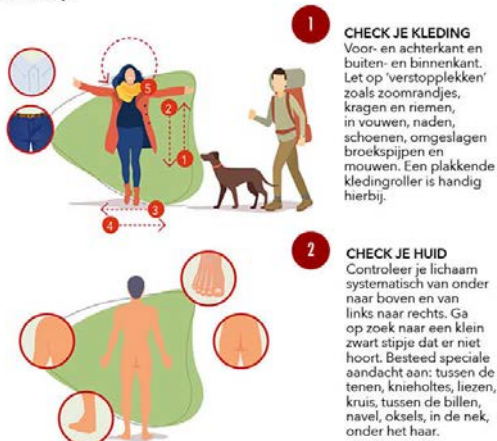 1
CHECK JE KLEDING
Voor- en achterkant en
buiten- en binnenkant.
Let op 'verstopplekken'
zoals zoomrandjes,
kragen en riemen,
in vouwen, naden,
schoenen, omgeslagen
broekspijpen en
mouwen. Een plakkende
kledingroller is handig
hierbij.
5
2
1
3
4
2
CHECK JE HUID
Controleer je lichaam
systematisch van onder
naar boven en van
links naar rechts. Ga
op zoek naar een klein
zwart stipje dat er niet
hoort. Besteed speciale
aandacht aan: tussen de
tenen, knieholtes, liezen,
kruis, tussen de billen,
navel, oksels, in de nek,
onder het haar.